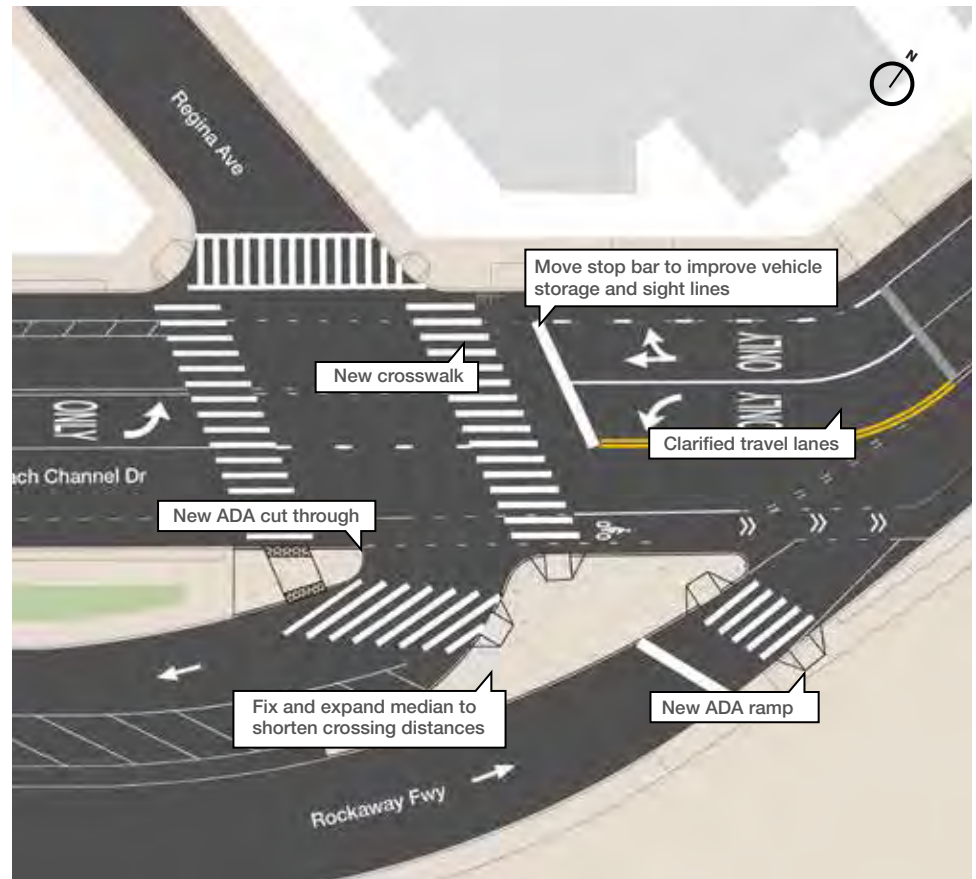 N
Regina Ave
Move stop bar to improve vehicle
storage and sight lines
New crosswalk
ONLY
ONLY
ONLY
Clarified travel lanes
ach Channel Dr
New ADA cut through
Fix and expand median to
shorten crossing distances
New ADA ramp
Rockaway Fwy